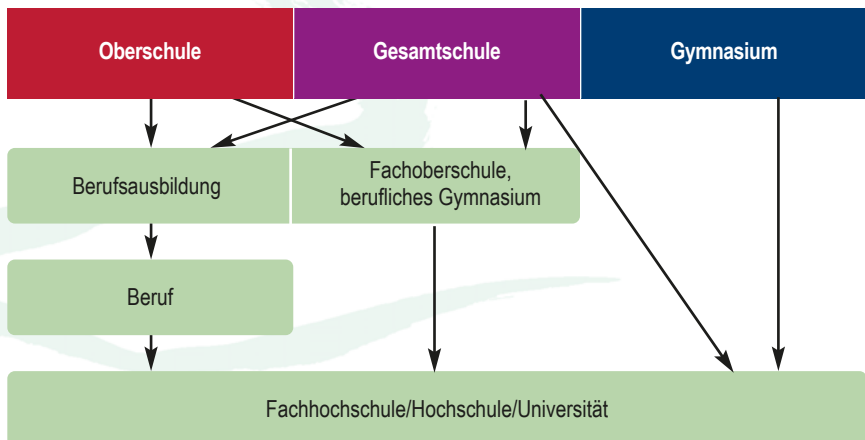 Oberschule
Gesamtschule
Gymnasium
Berufsausbildung
Fachoberschule,
berufliches Gymnasium
Beruf
Fachhochschule/Hochschule/Universität